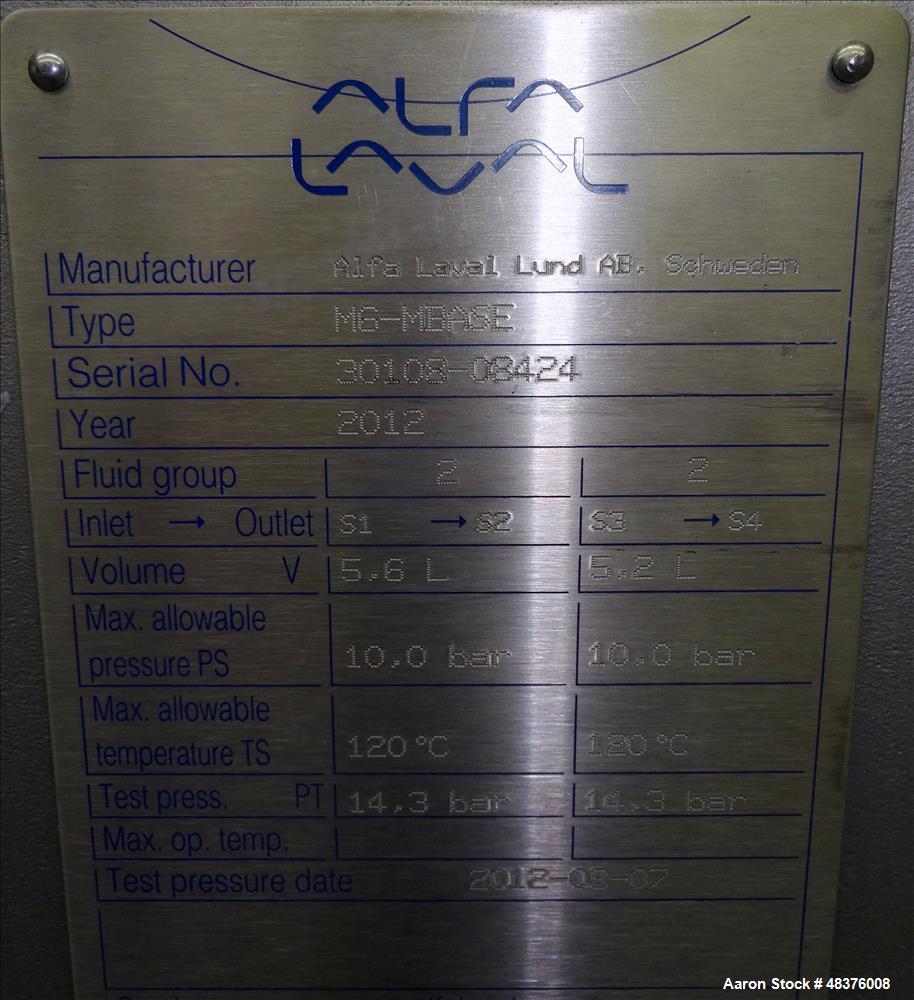 ALFA
LAVAL
Manufacturer Alfa Laval Lund AB, Schweden
Type M6-MBASE
Serial No. 30108-08424
Year 2012
Fluid group 2 2
Inlet → Outlet S1 → S2 S3 → S4
Volume V 5.6 L 5.2 L
Max. allowable
pressure PS 10.0 bar 10.0 bar
Max. allowable
temperature TS 120°C 120°C
Test press. PT 14.3 bar 14.3 bar
Max. op. temp.
Test pressure date 2012-08-07
Aaron Stock # 48376008